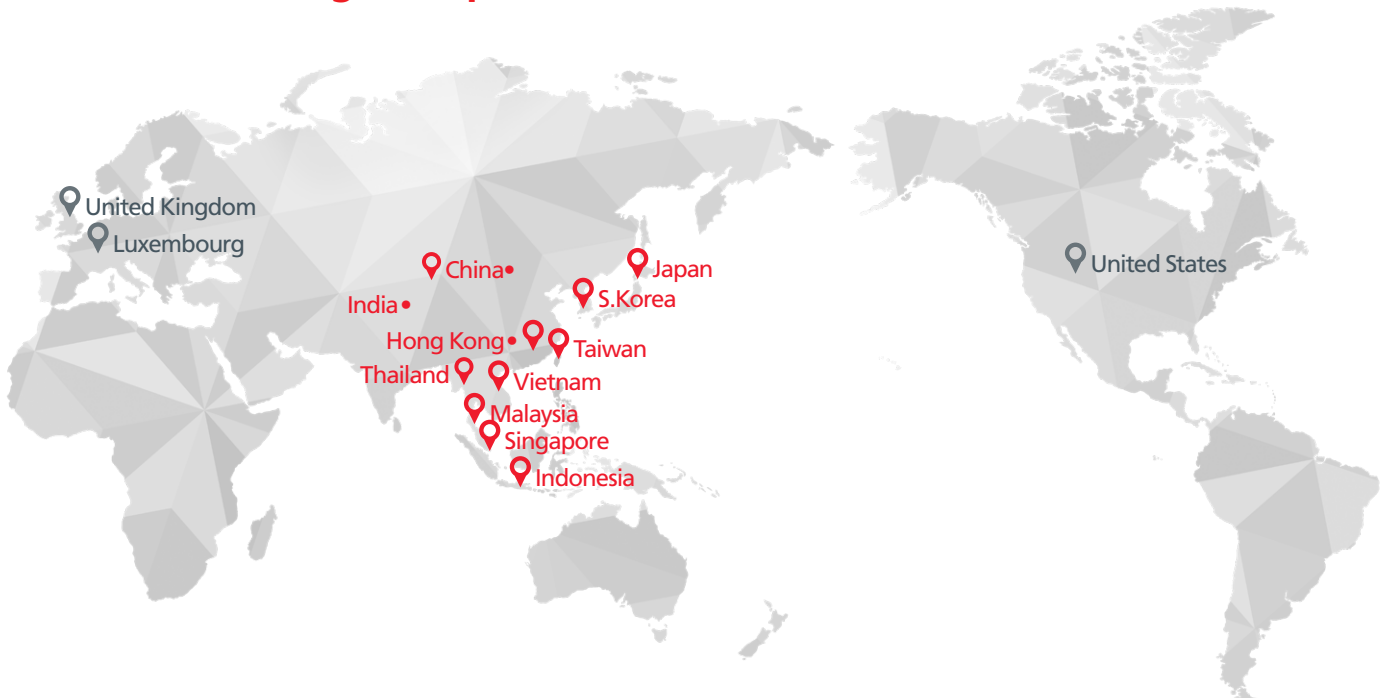 United Kingdom
Luxembourg
China•
Japan
United States
S.Korea
India•
Hong Kong•
Taiwan
Thailand
Vietnam
Malaysia
Singapore
Indonesia